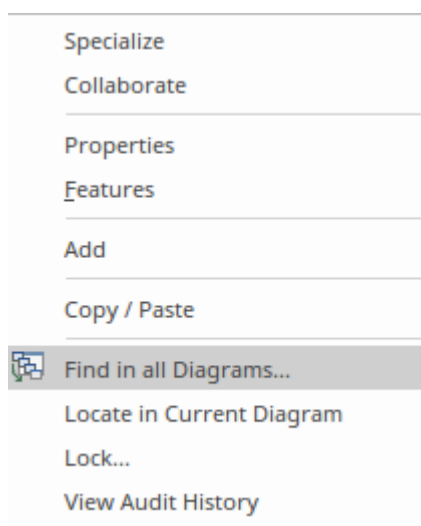 Specialize
Collaborate
Properties
Features
Add
Copy / Paste
Find in all Diagrams...
Locate in Current Diagram
Lock...
View Audit History